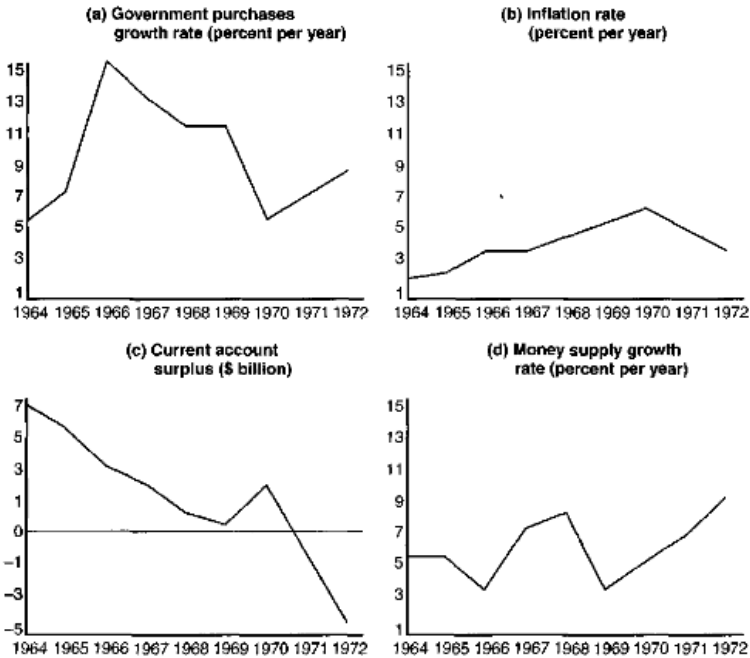 (a) Government purchases
growth rate (percent per year)
15
13
11
9
7
5
3
1
1964 1965 1966 1967 1968 1969 1970 1971 1972
(b) Inflation rate
(percent per year)
15
13
11
9
7
5
3
1
1964 1965 1966 1967 1968 1969 1970 1971 1972
(c) Current account
surplus ($ billion)
7
5
3
1
0
−1
−3
−5
1964 1965 1966 1967 1968 1969 1970 1971 1972
(d) Money supply growth
rate (percent per year)
15
13
11
9
7
5
3
1
1964 1965 1966 1967 1968 1969 1970 1971 1972